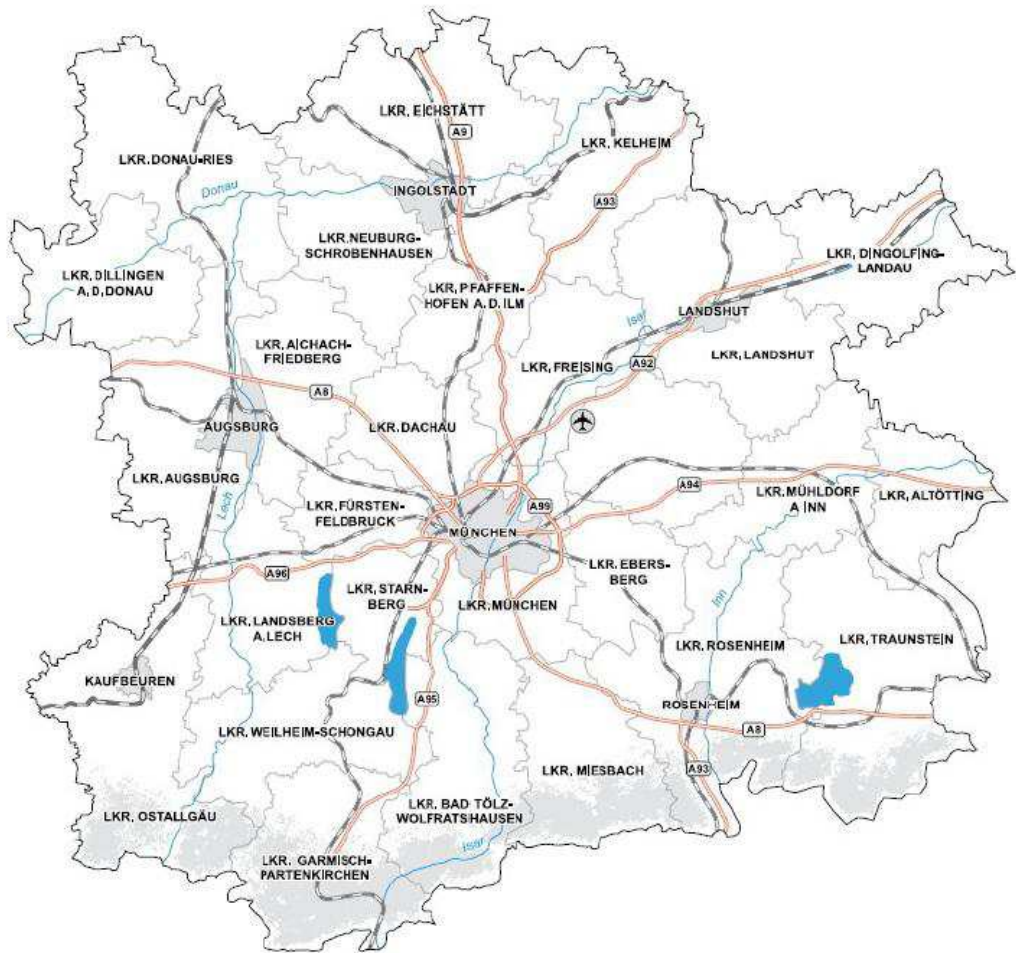 LKR. EICHSTÄTT
A9
LKR. KELHEIM
LKR. DONAU-RIES
Donau
INGOLSTADT
A93
LKR. NEUBURG-
SCHROBENHAUSEN
LKR. DINGOLFING-
LANDAU
LKR. DILLINGEN
A. D. DONAU
LKR. PFAFFEN-
HOFEN A. D. ILM
Isar
LANDSHUT
LKR. AICHACH-
FRIEDBERG
LKR. FREISING
A92
LKR. LANDSHUT
A8
AUGSBURG
LKR. DACHAU
LKR. AUGSBURG
Lech
LKR. FÜRSTEN-
FELDBRUCK
A94
LKR. MÜHLDORF
A INN
LKR. ALTÖTTING
A99
MÜNCHEN
A96
LKR. STARN-
BERG
LKR. EBERS-
BERG
LKR. MÜNCHEN
Inn
LKR. LANDSBERG
A. LECH
LKR. ROSENHEIM
LKR. TRAUNSTEIN
KAUFBEUREN
A95
ROSENHEIM
LKR. WEILHEIM-SCHONGAU
A8
A93
LKR. MIESBACH
LKR. OSTALLGÄU
LKR. BAD TÖLZ-
WOLFRATSHAUSEN
Isar
LKR. GARMISCH-
PARTENKIRCHEN